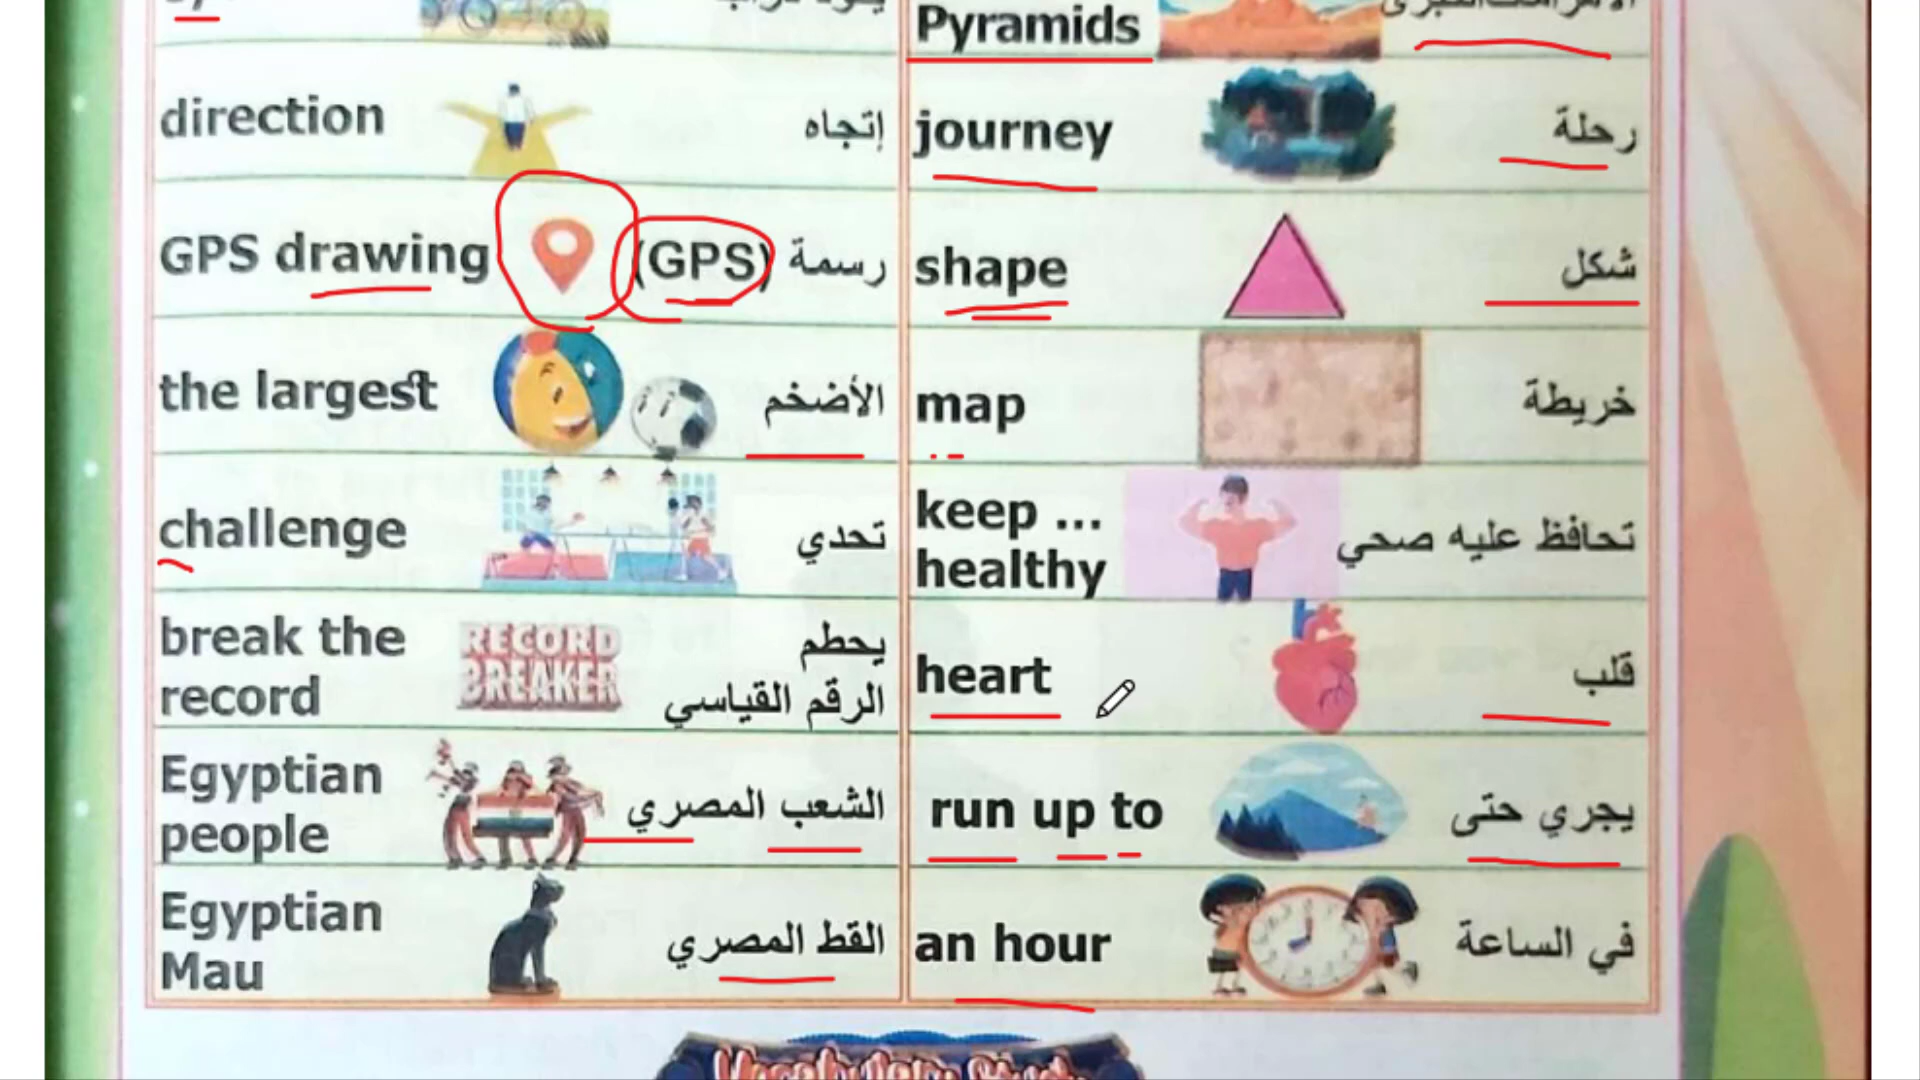 Pyramids
direction
إتجاه
journey
رحلة
GPS drawing
رسمة (GPS)
shape
شكل
the largest
الأضخم
map
خريطة
challenge
تحدي
keep ...
healthy
تحافظ عليه صحي
break the
record
RECORD
BREAKER
يحطم
الرقم القياسي
heart
قلب
Egyptian
people
الشعب المصري
run up to
يجري حتى
Egyptian
Mau
القط المصري
an hour
في الساعة